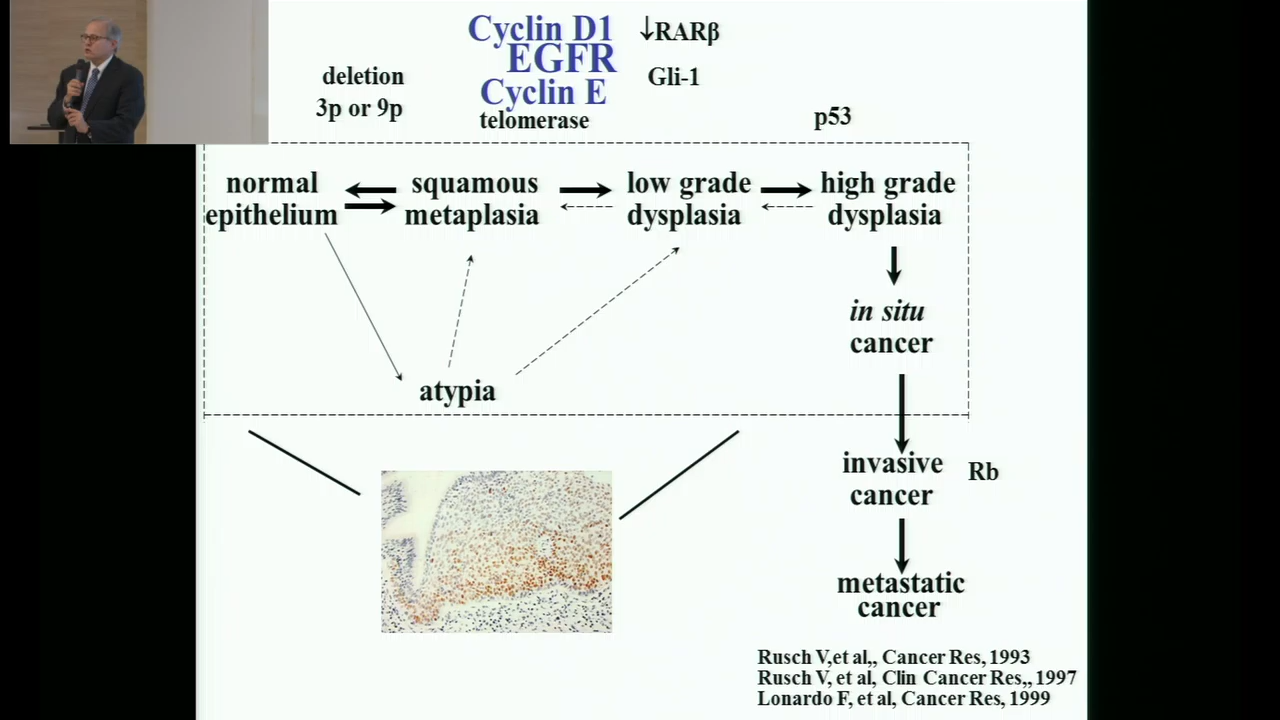 Cyclin D1
↓RARβ
EGFR
deletion
Gli-1
Cyclin E
3p or 9p
telomerase
p53
normal
epithelium
squamous
metaplasia
low grade
dysplasia
high grade
dysplasia
in situ
cancer
atypia
invasive
cancer
Rb
metastatic
cancer
Rusch V,et al,, Cancer Res, 1993
Rusch V, et al, Clin Cancer Res,, 1997
Lonardo F, et al, Cancer Res, 1999